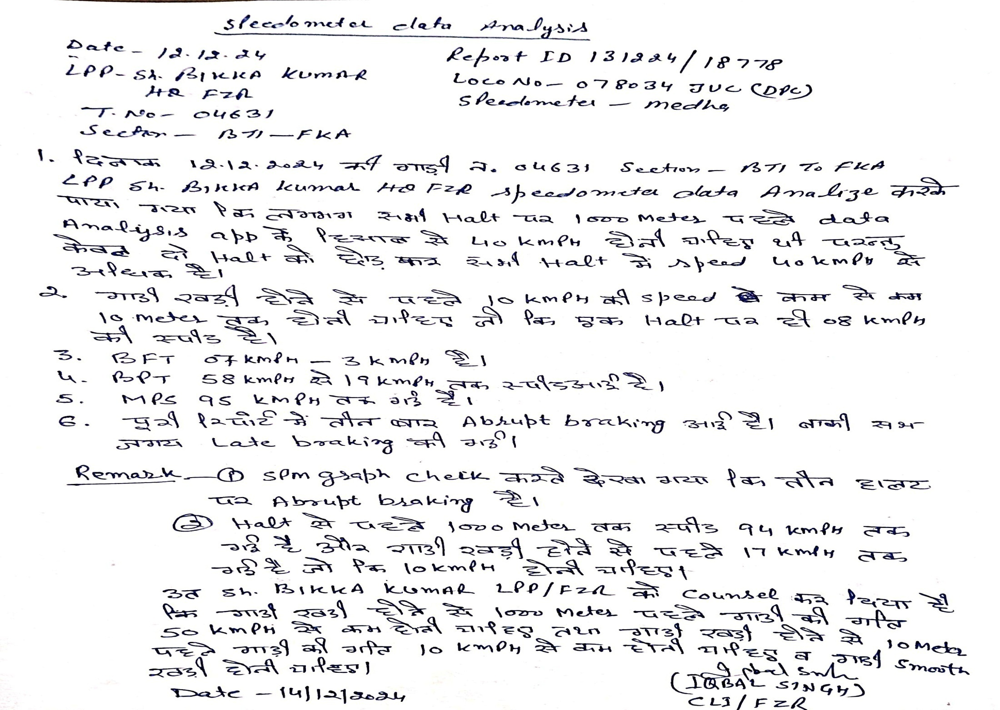 Speedometer data Analysis
Date - 12.12.24
Report ID 131224/18778
LPP- Sh. BIKKA KUMAR
Loco No- 078034 JUC (DPC)
HQ FZR
Speedometer - medha
T. No- 04631
Section - BTI - FKA
1. दिनांक 12.12.2024 की गाड़ी नं. 04631 Section - BTI To FKA
LPP Sh. BIKKA Kumar HQ FZR speedometer data Analize करके
पाया गया कि लगभग सभी Halt पर 1000 Meter पहले data
Analysis app के हिसाब से 40 KMPH होनी चाहिए थी परन्तु
केवल दो Halt को छोड़ कर सभी Halt में speed 40 kmPH से
अधिक है।
2. गाडी खड़ी होने से पहले 10 KMPH की speed कम से कम
10 meter तक होनी चाहिए जो कि एक Halt पर ही 08 KMPH
की स्पीड है।
3. BFT 07 KMPH - 3 KMPH है।
4. BPT 58 KMPH से 19 KMPH तक स्पीड आई है।
5. MPS 95 KMPH तक गई है।
6. पूरी रिपोर्ट में तीन बार Abrupt braking आई है। बाकी सभ
जगय Late braking की गई।
Remark - ① SPM graph check करते देखा गया कि तीन हालट
पर Abrupt braking है।
② Halt से पहले 1000 Meter तक स्पीड 94 KMPH तक
गई है और गाडी खड़ी होने से पहले 17 KMPH तक
गई है जो कि 10 KMPH होनी चाहिए।
उत Sh. BIKKA KUMAR LPP/FZR को Counsel कर दिया है
कि गाडी खडी होने से 1000 Meter पहले गाडी की गति
50 KMPH से कम होनी चाहिए तथा गाडी खड़ी होने से 10 Meter
पहले गाड़ी की गति 10 KMPH से कम होनी चाहिए व गाडी Smooth
खड़ी होनी चाहिए।
Iqbal Singh
(IQBAL SINGH)
Date - 14/12/2024
CLI/FZR